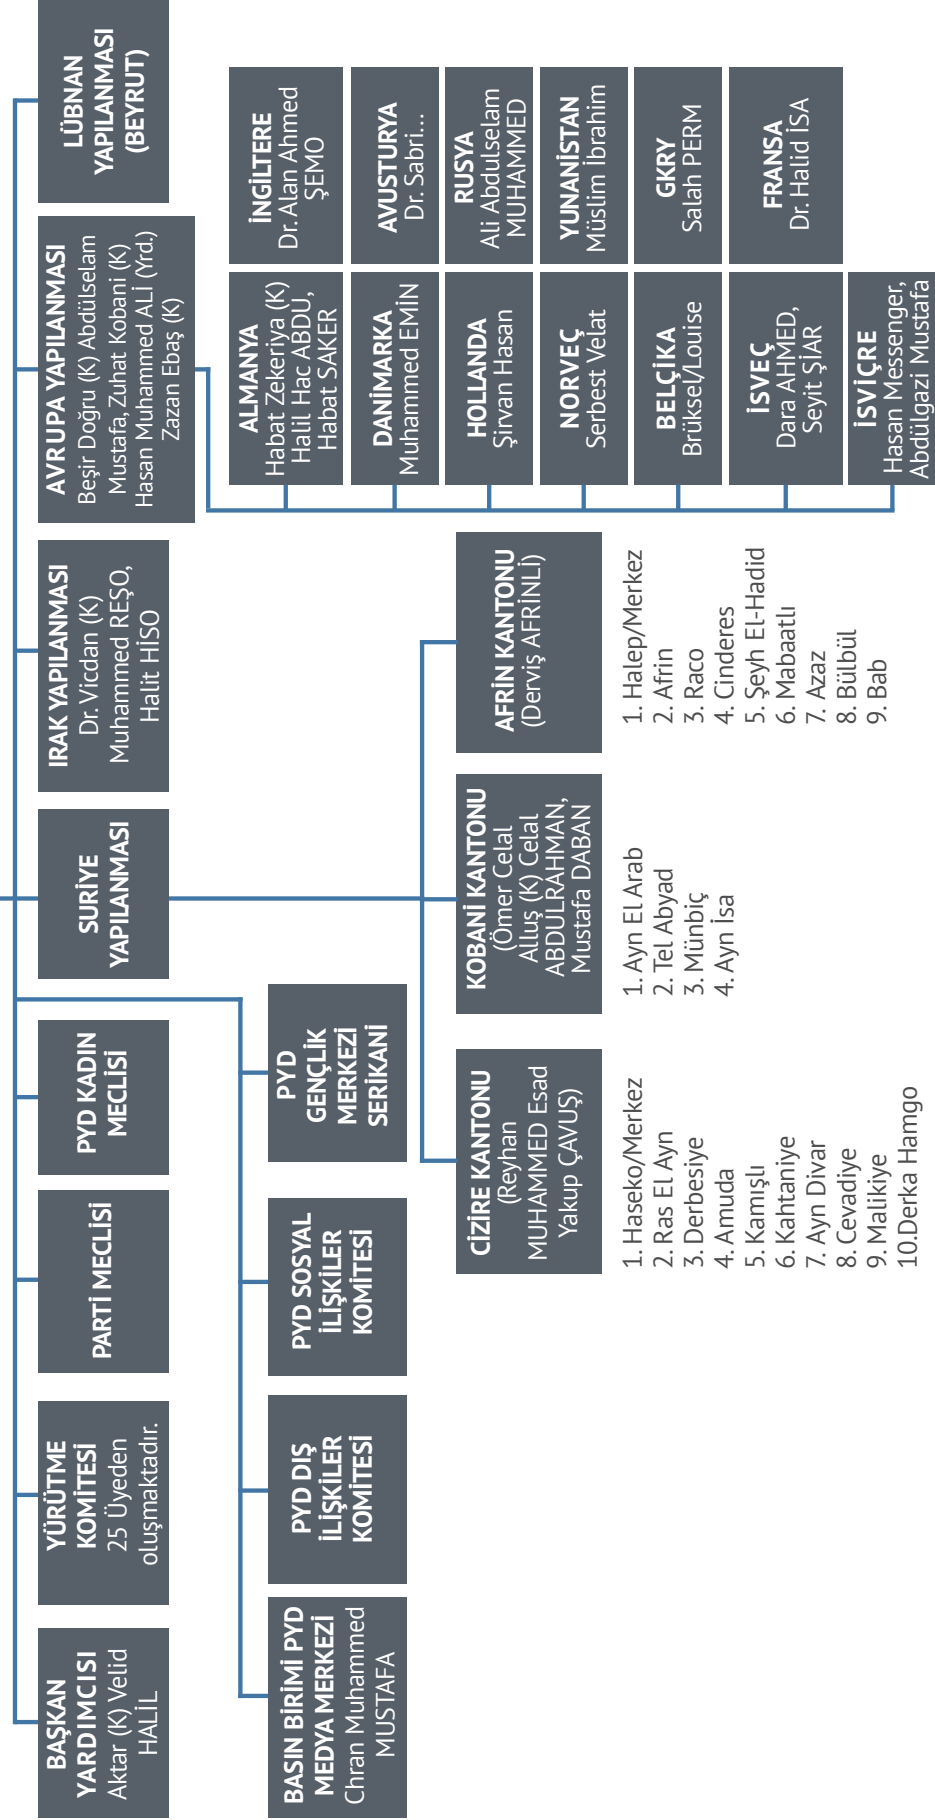 BAŞKAN
YARDIMCISI
Aktar (K) Velid
HALİL
YÜRÜTME
KOMİTESİ
25 Üyeden
oluşmaktadır.
PARTİ MECLİSİ
PYD KADIN
MECLİSİ
SURİYE
YAPILANMASI
IRAK YAPILANMASI
Dr. Vicdan (K)
Muhammed REŞO,
Halit HİSO
AVRUPA YAPILANMASI
Beşir Doğru (K) Abdülselam
Mustafa, Zuhat Kobani (K)
Hasan Muhammed ALİ (Yrd.)
Zazan Ebaş (K)
LÜBNAN
YAPILANMASI
(BEYRUT)
BASIN BİRİMİ PYD
MEDYA MERKEZİ
Chran Muhammed
MUSTAFA
PYD DIŞ
İLİŞKİLER
KOMİTESİ
PYD SOSYAL
İLİŞKİLER
KOMİTESİ
PYD
GENÇLİK
MERKEZİ
SERİKANİ
CİZİRE KANTONU
(Reyhan
MUHAMMED Esad
Yakup ÇAVUŞ)
1. Haseko/Merkez
2. Ras El Ayn
3. Derbesiye
4. Amuda
5. Kamışlı
6. Kahtaniye
7. Ayn Divar
8. Cevadiye
9. Malikiye
10.Derka Hamgo
KOBANİ KANTONU
(Ömer Celal
Alluş (K) Celal
ABDULRAHMAN,
Mustafa DABAN
1. Ayn El Arab
2. Tel Abyad
3. Münbiç
4. Ayn İsa
AFRİN KANTONU
(Derviş AFRİNLİ)
1. Halep/Merkez
2. Afrin
3. Raco
4. Cinderes
5. Şeyh El-Hadid
6. Mabaatlı
7. Azaz
8. Bülbül
9. Bab
ALMANYA
Habat Zekeriya (K)
Halil Hac ABDU,
Habat SAKER
İNGİLTERE
Dr. Alan Ahmed
ŞEMO
DANİMARKA
Muhammed EMİN
AVUSTURYA
Dr. Sabri...
HOLLANDA
Şirvan Hasan
RUSYA
Ali Abdulselam
MUHAMMED
NORVEÇ
Serbest Velat
YUNANİSTAN
Müslim İbrahim
BELÇİKA
Brüksel/Louise
GKRY
Salah PERM
İSVEÇ
Dara AHMED,
Seyit ŞİAR
FRANSA
Dr. Halid İSA
İSVİÇRE
Hasan Messenger,
Abdülgazi Mustafa